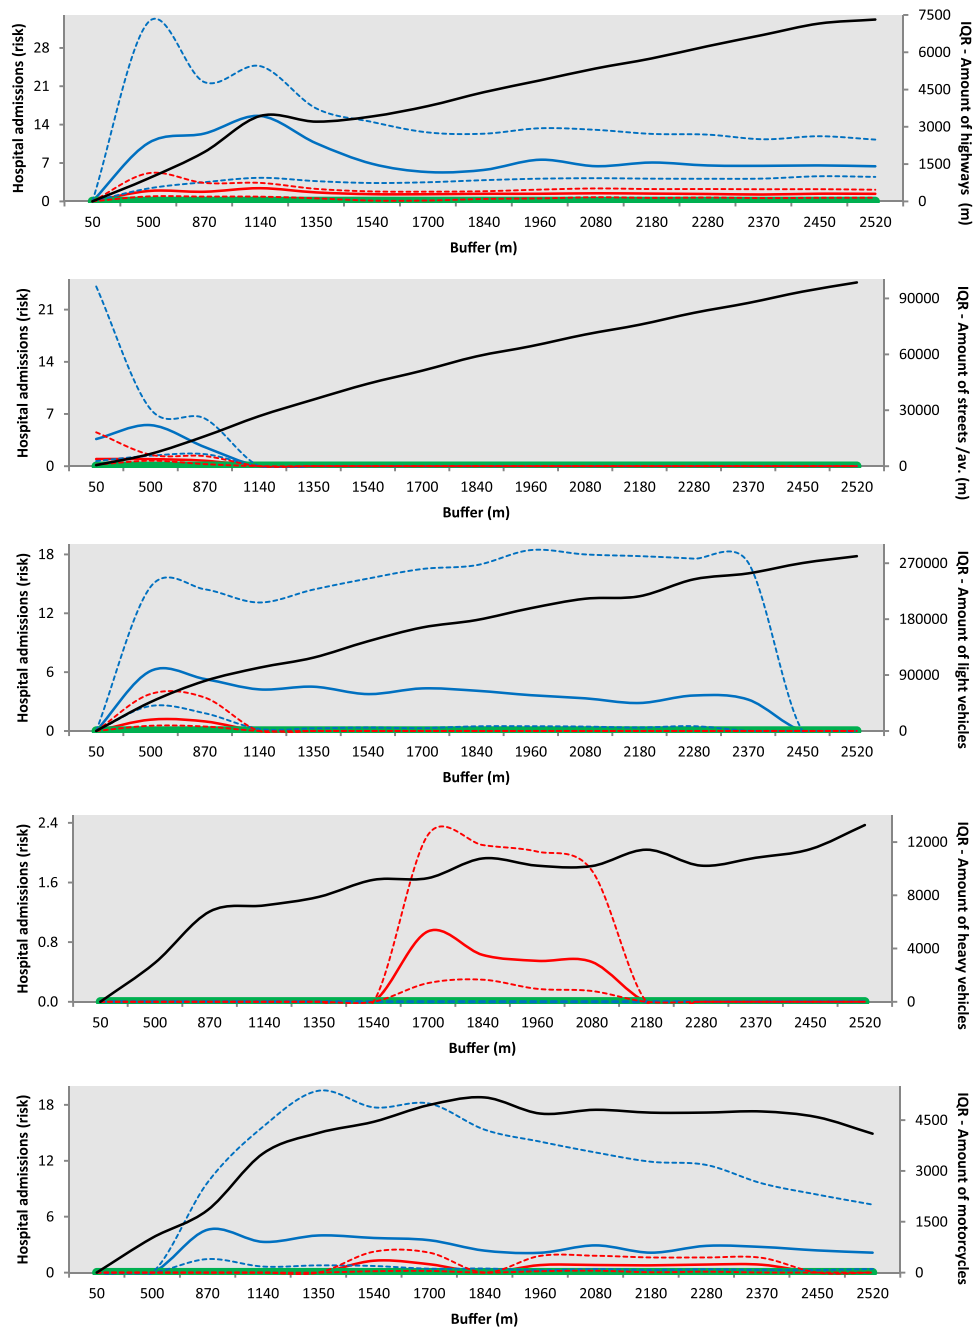 Hospital admissions (risk)
28
21
14
7
0
7500
6000
4500
3000
1500
0
IQR - Amount of highways (m)
50 500 870 1140 1350 1540 1700 1840 1960 2080 2180 2280 2370 2450 2520
Buffer (m)
Hospital admissions (risk)
21
14
7
0
90000
60000
30000
0
IQR - Amount of streets /av. (m)
50 500 870 1140 1350 1540 1700 1840 1960 2080 2180 2280 2370 2450 2520
Buffer (m)
Hospital admissions (risk)
18
12
6
0
270000
180000
90000
0
IQR - Amount of light vehicles
50 500 870 1140 1350 1540 1700 1840 1960 2080 2180 2280 2370 2450 2520
Buffer (m)
Hospital admissions (risk)
2.4
1.6
0.8
0.0
12000
8000
4000
0
IQR - Amount of heavy vehicles
50 500 870 1140 1350 1540 1700 1840 1960 2080 2180 2280 2370 2450 2520
Buffer (m)
Hospital admissions (risk)
18
12
6
0
4500
3000
1500
0
IQR - Amount of motorcycles
50 500 870 1140 1350 1540 1700 1840 1960 2080 2180 2280 2370 2450 2520
Buffer (m)